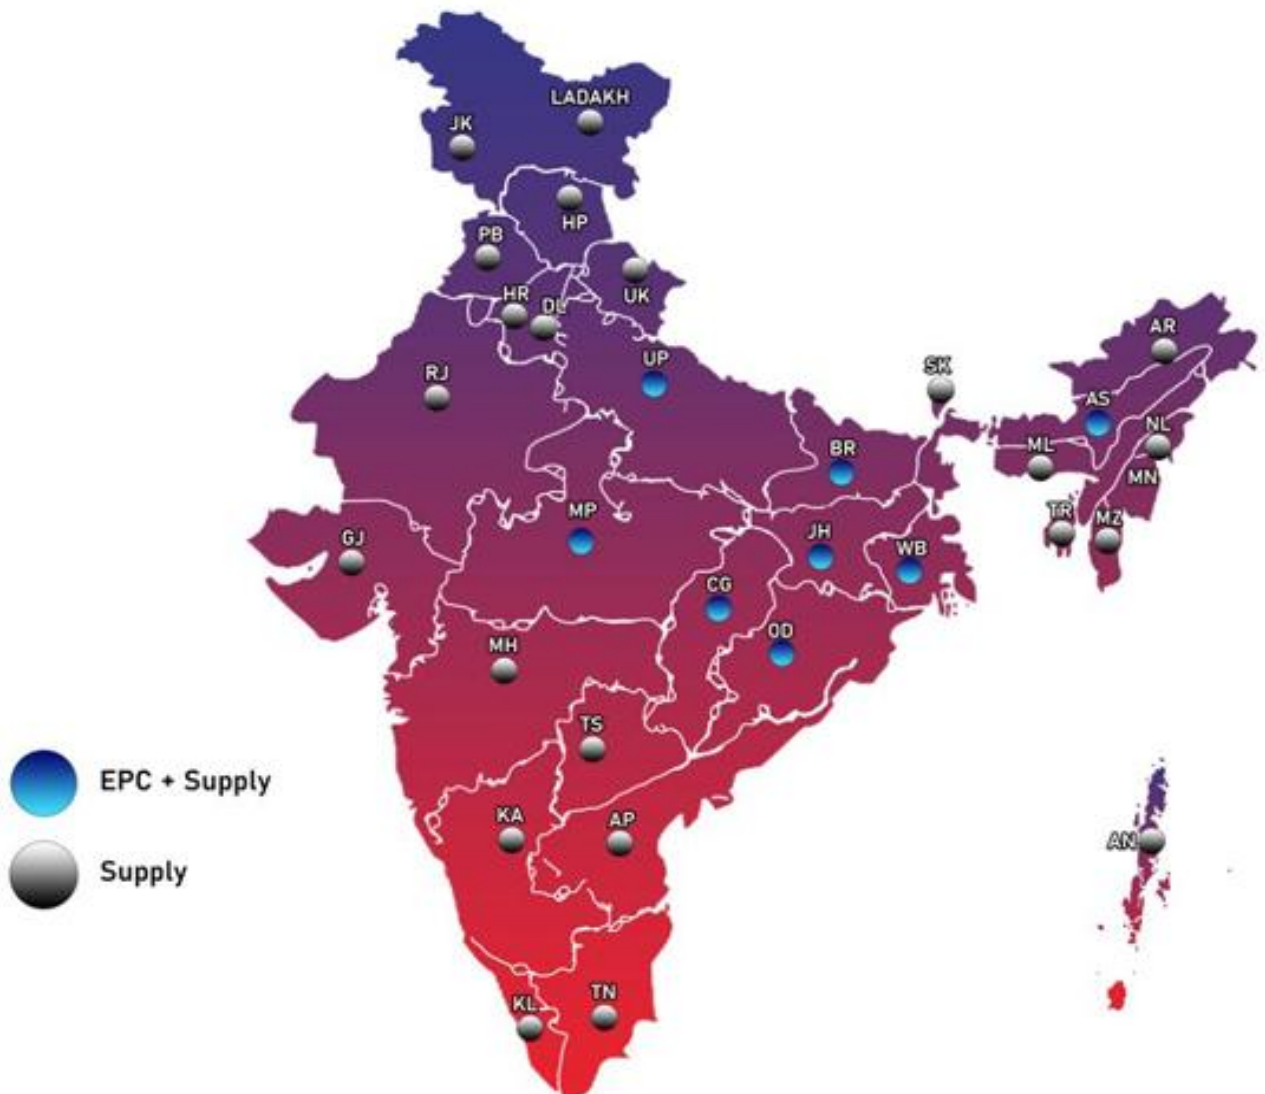 LADAKH
JK
HP
PB
UK
HR
DL
AR
UP
SK
RJ
AS
NL
BR
ML
MN
MP
TR
MZ
GJ
JH
WB
CG
OD
MH
TS
EPC + Supply
KA
AP
AN
Supply
TN
KL